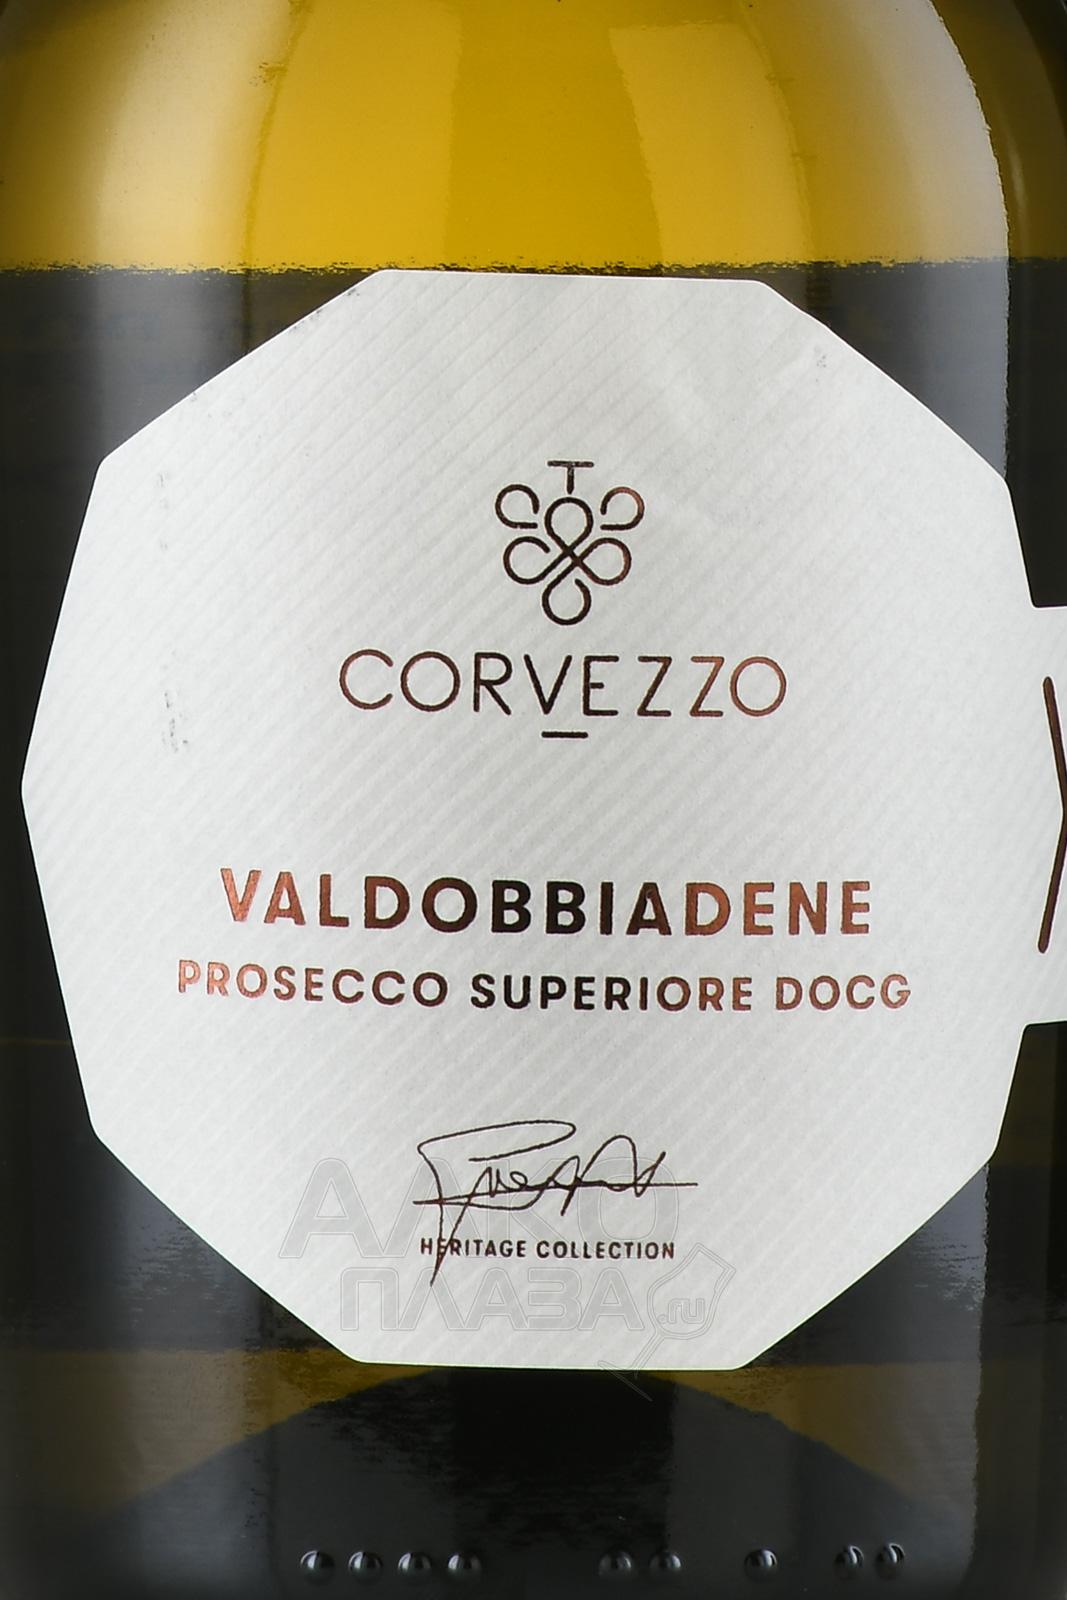 CORVEZZO
VALDOBBIADENE
PROSECCO SUPERIORE DOCG
HERITAGE COLLECTION
АЛКО
ПЛАЗА.ru